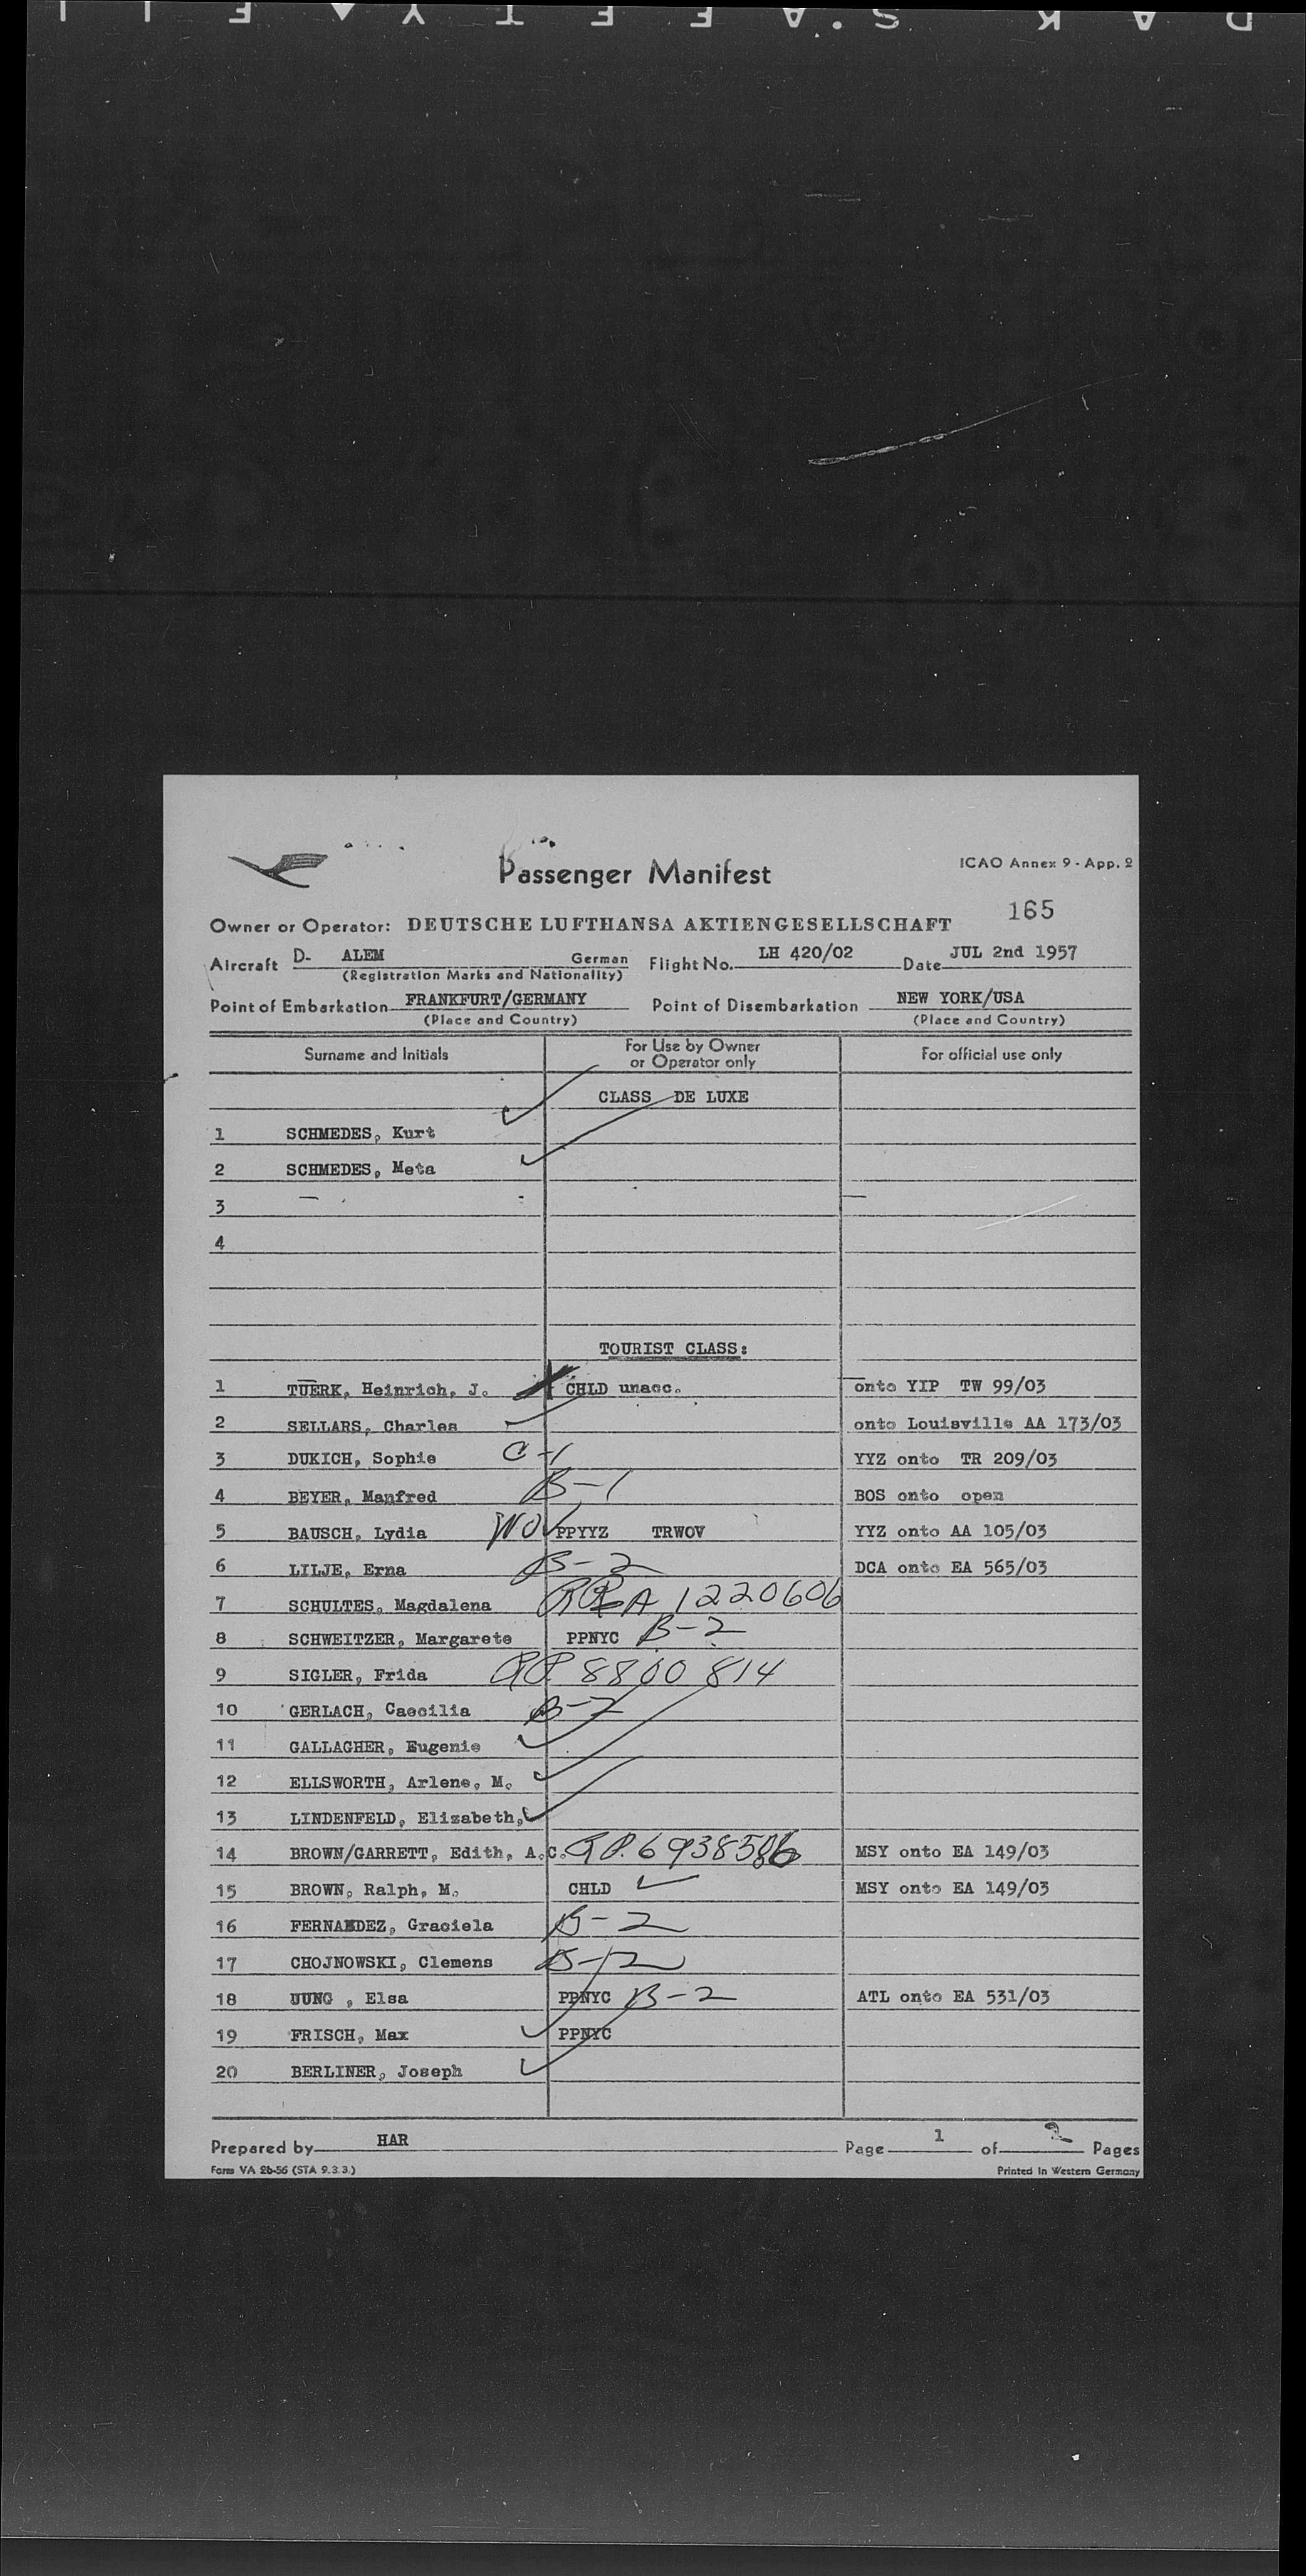 Passenger Manifest
ICAO Annex 9 - App. 2
165
Owner or Operator: DEUTSCHE LUFTHANSA AKTIENGESELLSCHAFT
Aircraft D- ALEM German Flight No. LH 420/02 Date JUL 2nd 1957
(Registration Marks and Nationality)
Point of Embarkation FRANKFURT/GERMANY Point of Disembarkation NEW YORK/USA
(Place and Country) (Place and Country)
Surname and Initials For Use by Owner or Operator only For official use only
CLASS DE LUXE
1 SCHMEDES, Kurt
2 SCHMEDES, Meta
3
4
TOURIST CLASS:
1 TUERK, Heinrich, J. CHLD unacc. onto YIP TW 99/03
2 SELLARS, Charles onto Louisville AA 173/03
3 DUKICH, Sophie C-1 YYZ onto TR 209/03
4 BEYER, Manfred B-1 BOS onto open
5 BAUSCH, Lydia WOV PPYYZ TRWOV YYZ onto AA 105/03
6 LILJE, Erna B-2 DCA onto EA 565/03
7 SCHULTES, Magdalena A 1220606
8 SCHWEITZER, Margarete PPNYC B-2
9 SIGLER, Frida RP. 8800 814
10 GERLACH, Caecilia B-2
11 GALLAGHER, Eugenie
12 ELLSWORTH, Arlene, M.
13 LINDENFELD, Elizabeth,
14 BROWN/GARRETT, Edith, A.C. RP. 6938586 MSY onto EA 149/03
15 BROWN, Ralph, M. CHLD MSY onto EA 149/03
16 FERNANDEZ, Graciela B-2
17 CHOJNOWSKI, Clemens B-2
18 JUNG , Elsa PPNYC B-2 ATL onto EA 531/03
19 FRISCH, Max PPNYC
20 BERLINER, Joseph
Prepared by HAR Page 1 of 2 Pages
Form VA 2b-56 (STA 9.3.3.) Printed in Western Germany